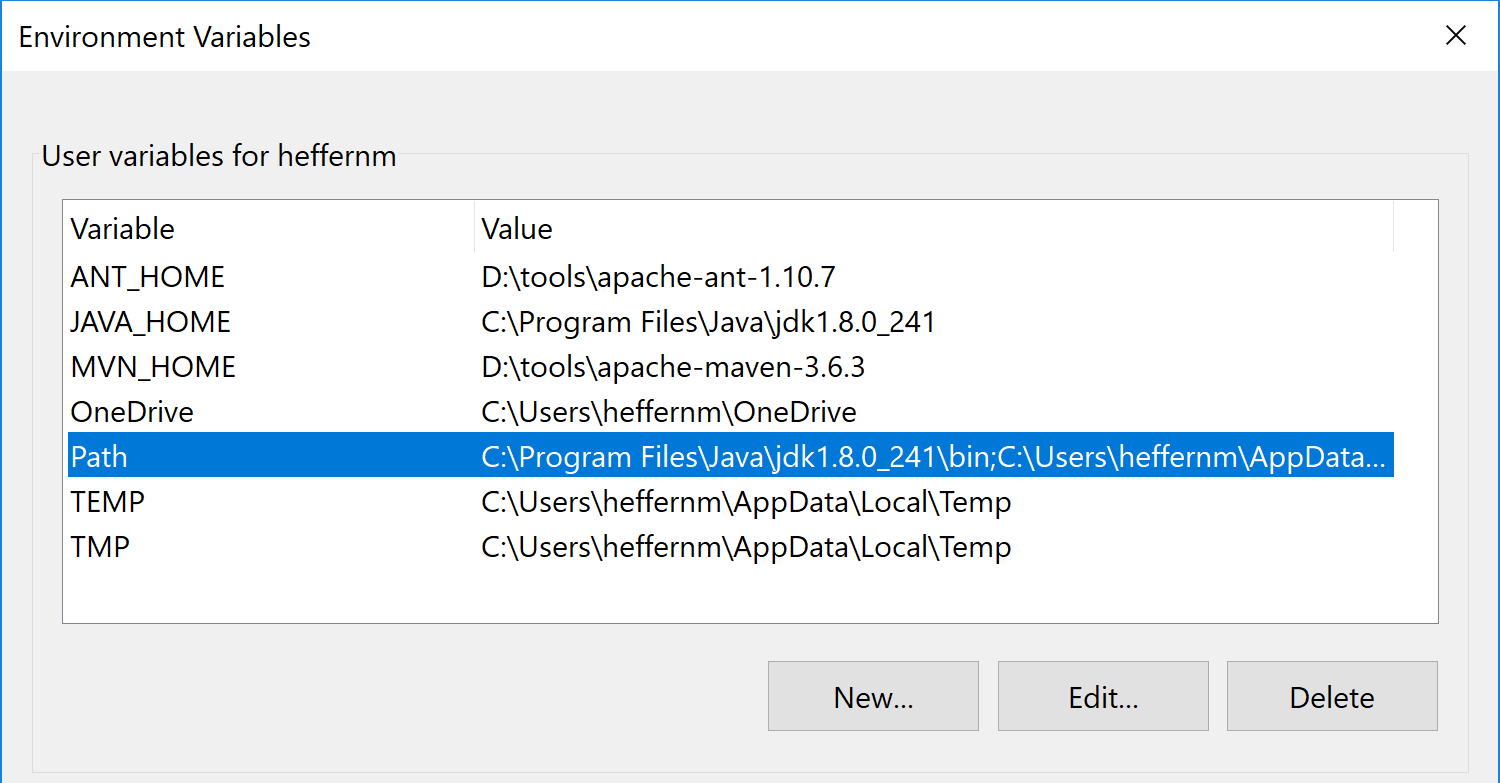 Environment Variables
User variables for heffernm
Variable Value
ANT_HOME D:\tools\apache-ant-1.10.7
JAVA_HOME C:\Program Files\Java\jdk1.8.0_241
MVN_HOME D:\tools\apache-maven-3.6.3
OneDrive C:\Users\heffernm\OneDrive
Path C:\Program Files\Java\jdk1.8.0_241\bin;C:\Users\heffernm\AppData...
TEMP C:\Users\heffernm\AppData\Local\Temp
TMP C:\Users\heffernm\AppData\Local\Temp
New... Edit... Delete